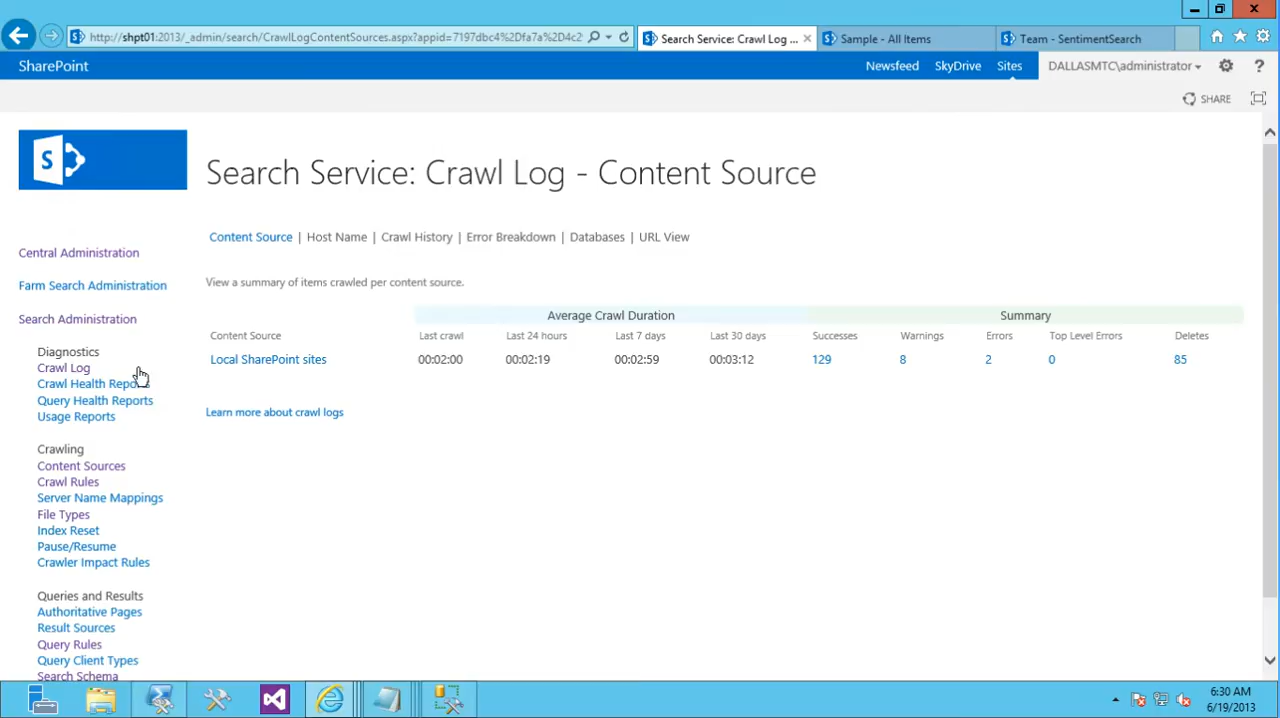 http://shpt01:2013/_admin/search/CrawlLogContentSources.aspx?appid=7197dbc4%2Dfa7a%2D4c2
Search Service: Crawl Log ...
Sample - All Items
Team - SentimentSearch
SharePoint
Newsfeed
SkyDrive
Sites
DALLASMTC\administrator
?
SHARE
S
Search Service: Crawl Log - Content Source
Content Source | Host Name | Crawl History | Error Breakdown | Databases | URL View
View a summary of items crawled per content source.
Average Crawl Duration
Summary
Content Source
Last crawl
Last 24 hours
Last 7 days
Last 30 days
Successes
Warnings
Errors
Top Level Errors
Deletes
Local SharePoint sites
00:02:00
00:02:19
00:02:59
00:03:12
129
8
2
0
85
Learn more about crawl logs
Central Administration
Farm Search Administration
Search Administration
Diagnostics
Crawl Log
Crawl Health Reports
Query Health Reports
Usage Reports
Crawling
Content Sources
Crawl Rules
Server Name Mappings
File Types
Index Reset
Pause/Resume
Crawler Impact Rules
Queries and Results
Authoritative Pages
Result Sources
Query Rules
Query Client Types
Search Schema
6:30 AM
6/19/2013